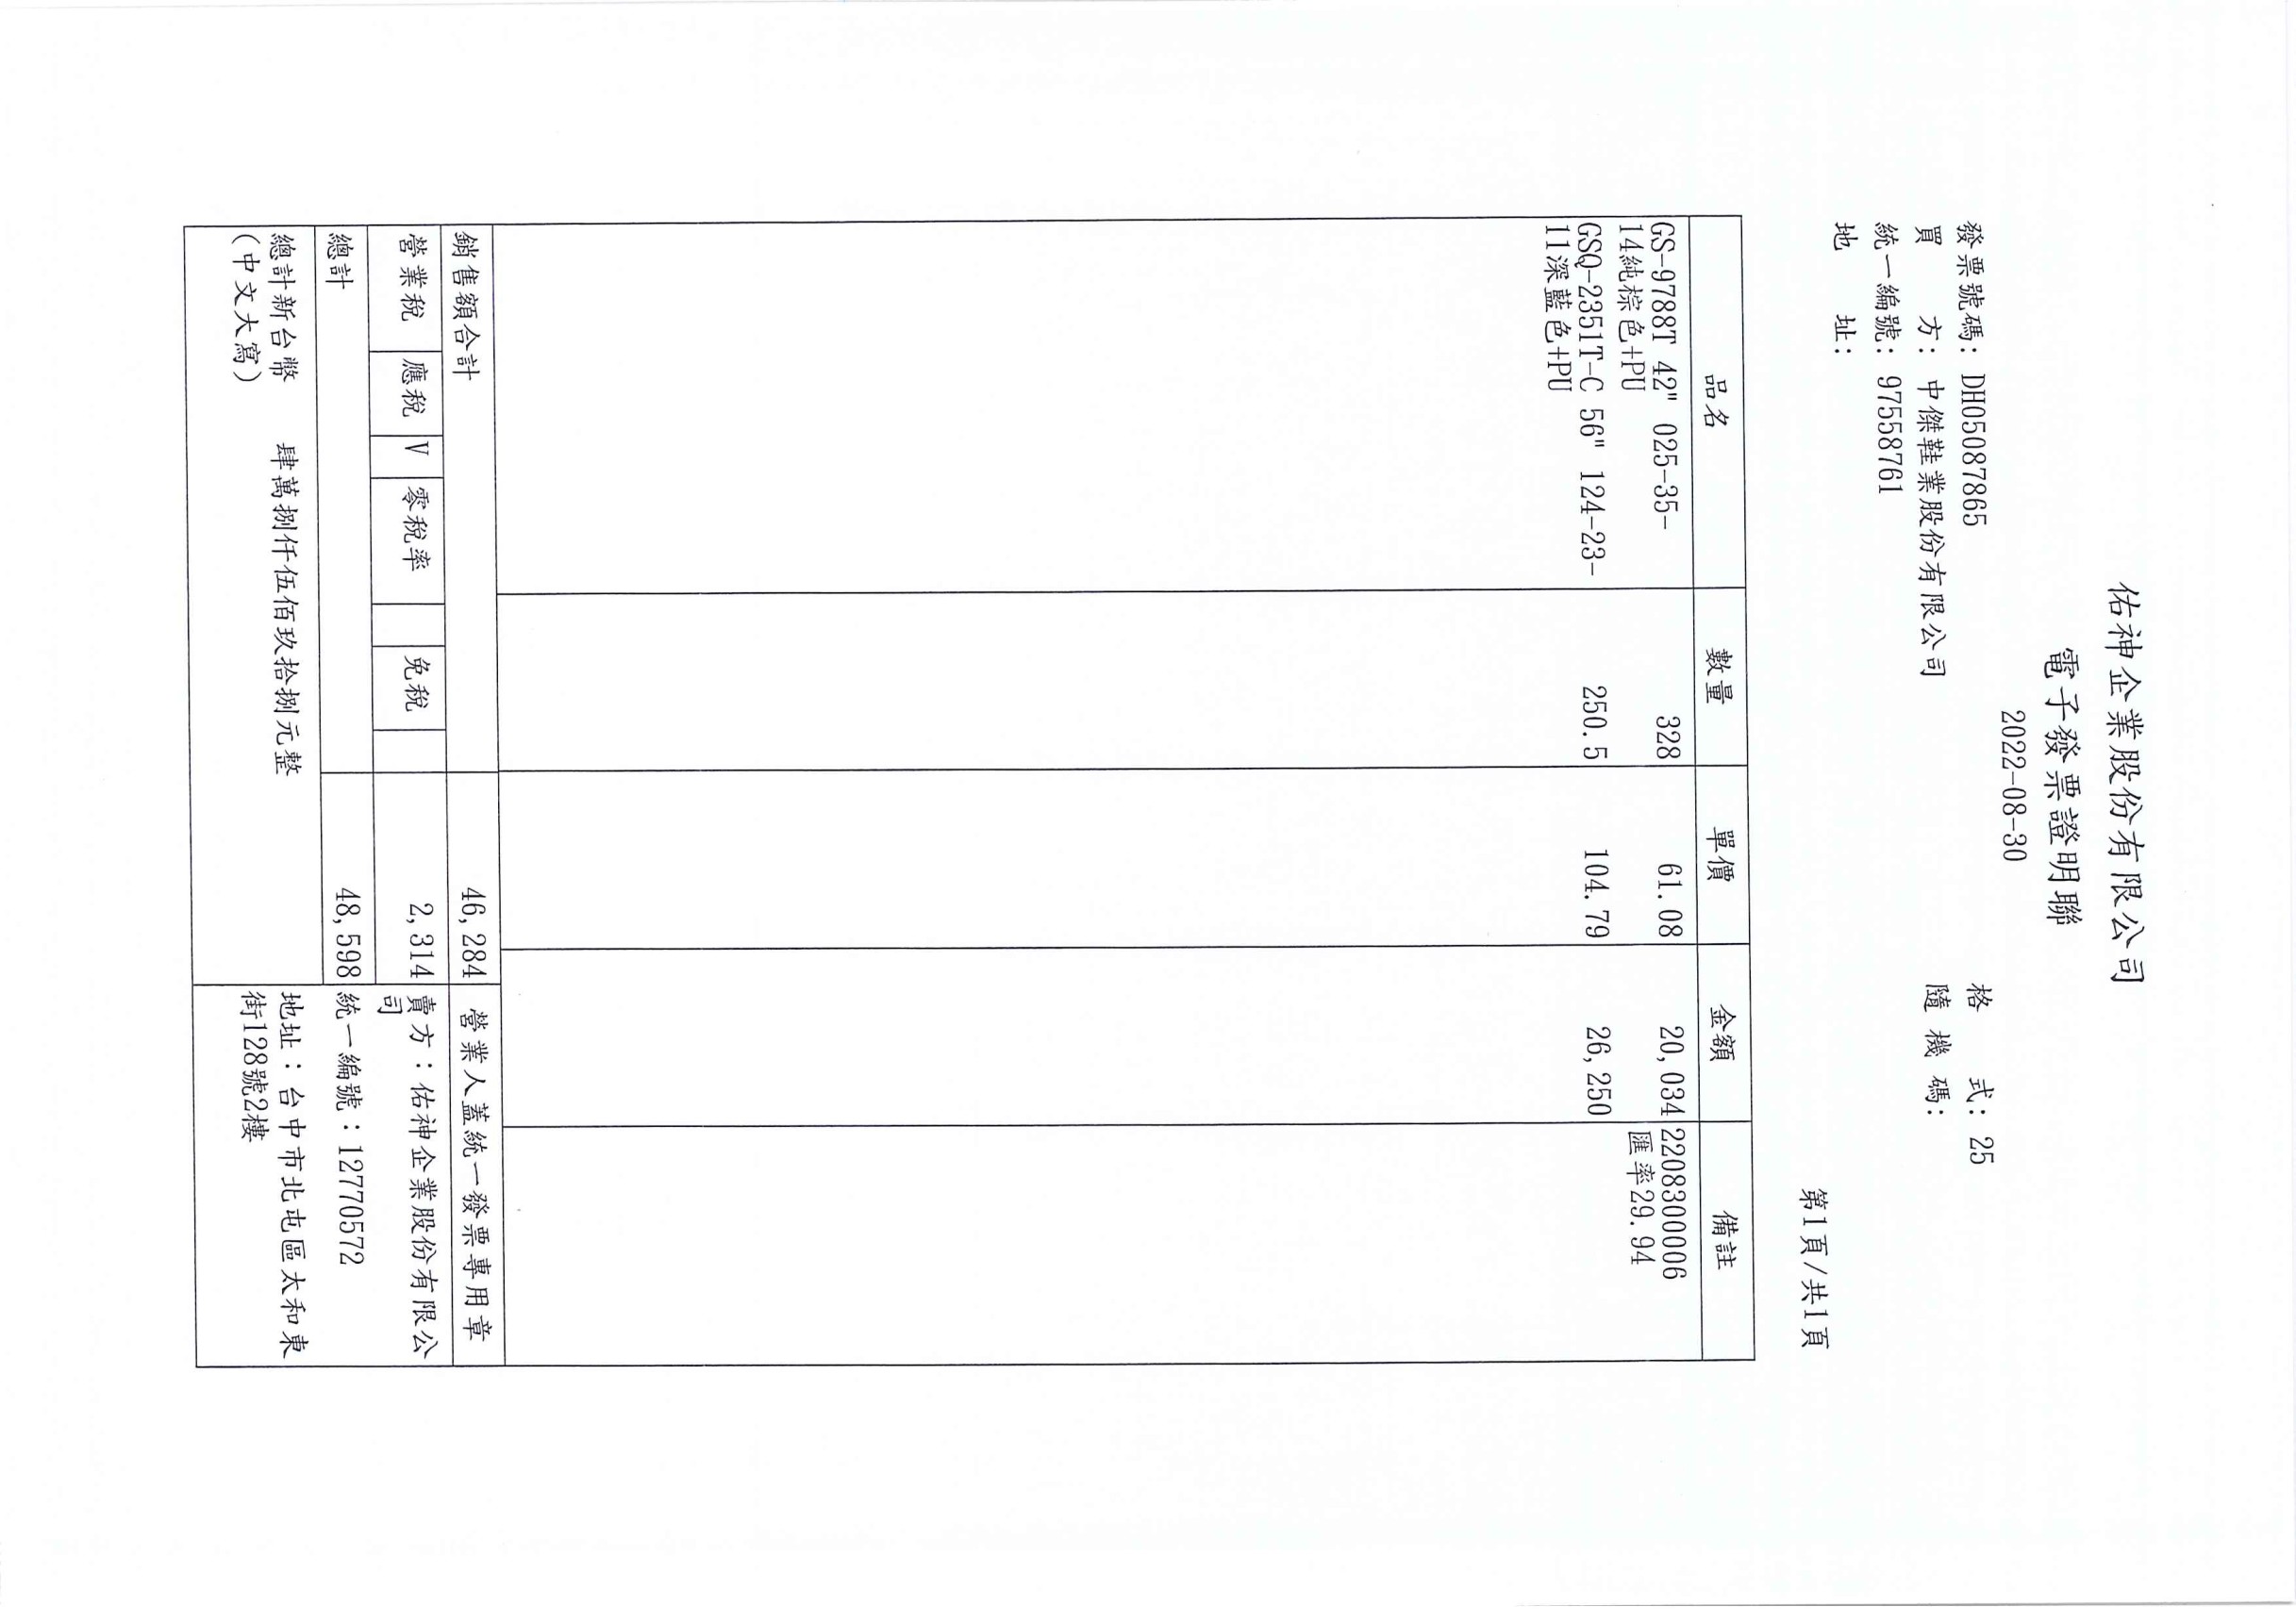 佑神企業股份有限公司
電子發票證明聯
2022-08-30
發票號碼: DH05087865
格 式: 25
買 方: 中傑鞋業股份有限公司
隨 機 碼:
統一編號: 97558761
地 址:
第1頁/共1頁
品名 數量 單價 金額 備註
GS-9788T 42" 025-35- 328 61.08 20,034 2208300006
14純棕色+PU 匯率29.94
GSQ-2351T-C 56" 124-23- 250.5 104.79 26,250
11深藍色+PU
銷售額合計 46,284 營業人蓋統一發票專用章
營業稅 應稅 V 零稅率 免稅 2,314 賣方：佑神企業股份有限公
司
總計 48,598 統一編號：12770572
總計新台幣 肆萬捌仟伍佰玖拾捌元整 地址：台中市北屯區太和東
(中文大寫) 街128號2樓